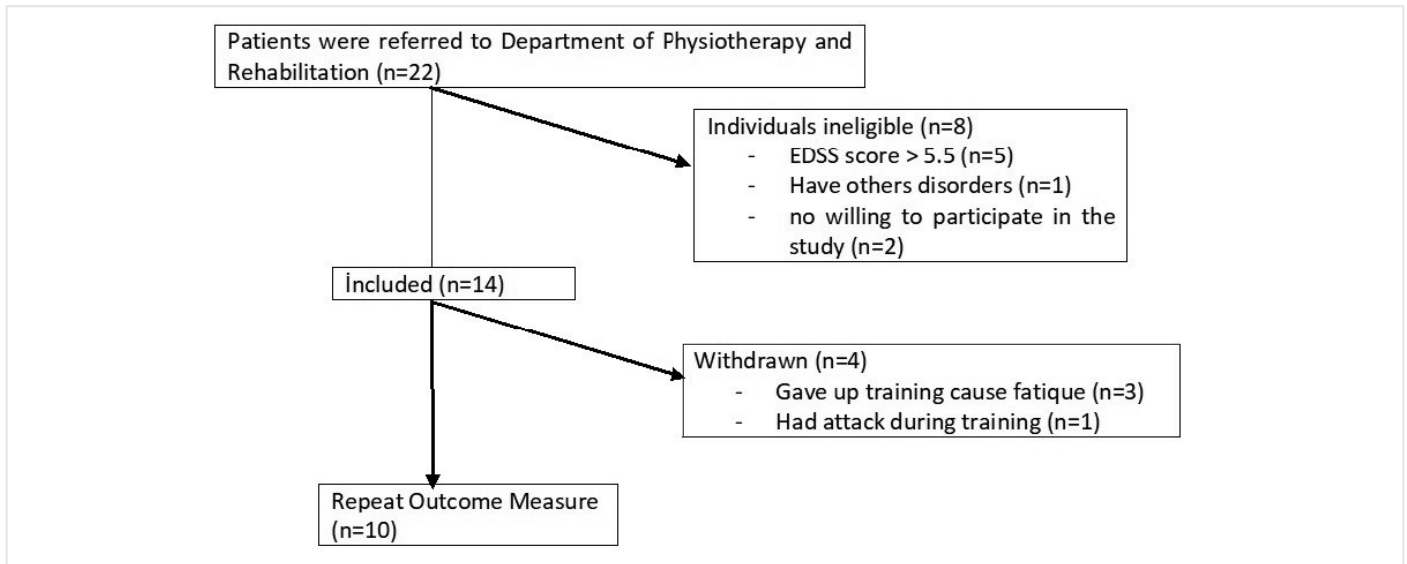 Patients were referred to Department of Physiotherapy and
Rehabilitation (n=22)
Individuals ineligible (n=8)
- EDSS score > 5.5 (n=5)
- Have others disorders (n=1)
- no willing to participate in the
study (n=2)
İncluded (n=14)
Withdrawn (n=4)
- Gave up training cause fatique (n=3)
- Had attack during training (n=1)
Repeat Outcome Measure
(n=10)